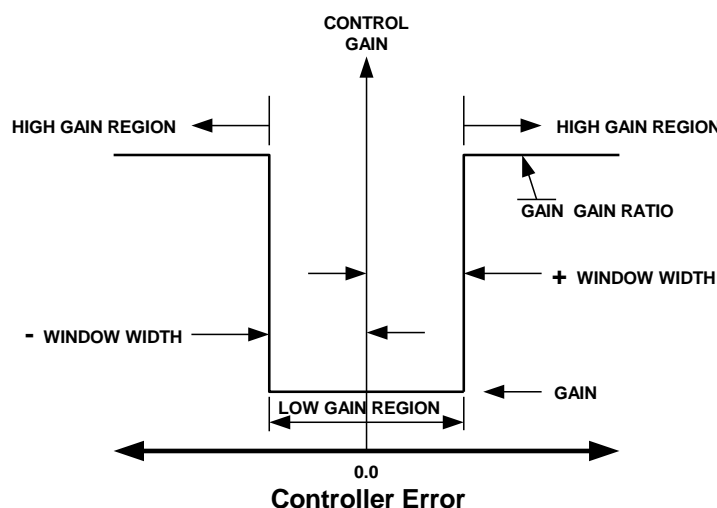 CONTROL
GAIN
HIGH GAIN REGION
HIGH GAIN REGION
GAIN GAIN RATIO
+ WINDOW WIDTH
- WINDOW WIDTH
GAIN
LOW GAIN REGION
0.0
Controller Error